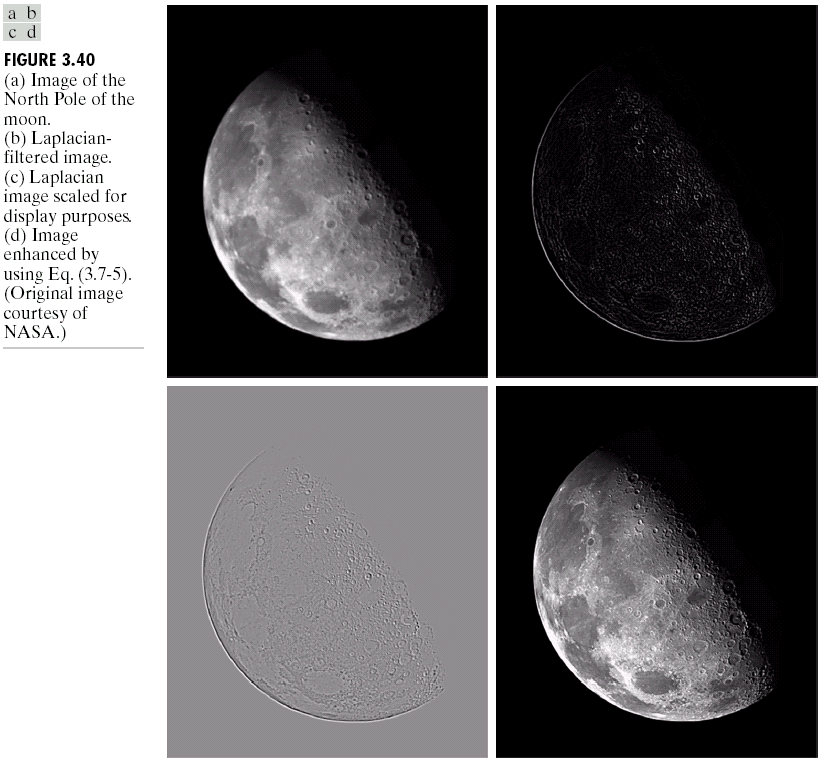 a b
c d
FIGURE 3.40
(a) Image of the
North Pole of the
moon.
(b) Laplacian-
filtered image.
(c) Laplacian
image scaled for
display purposes.
(d) Image
enhanced by
using Eq. (3.7-5).
(Original image
courtesy of
NASA.)